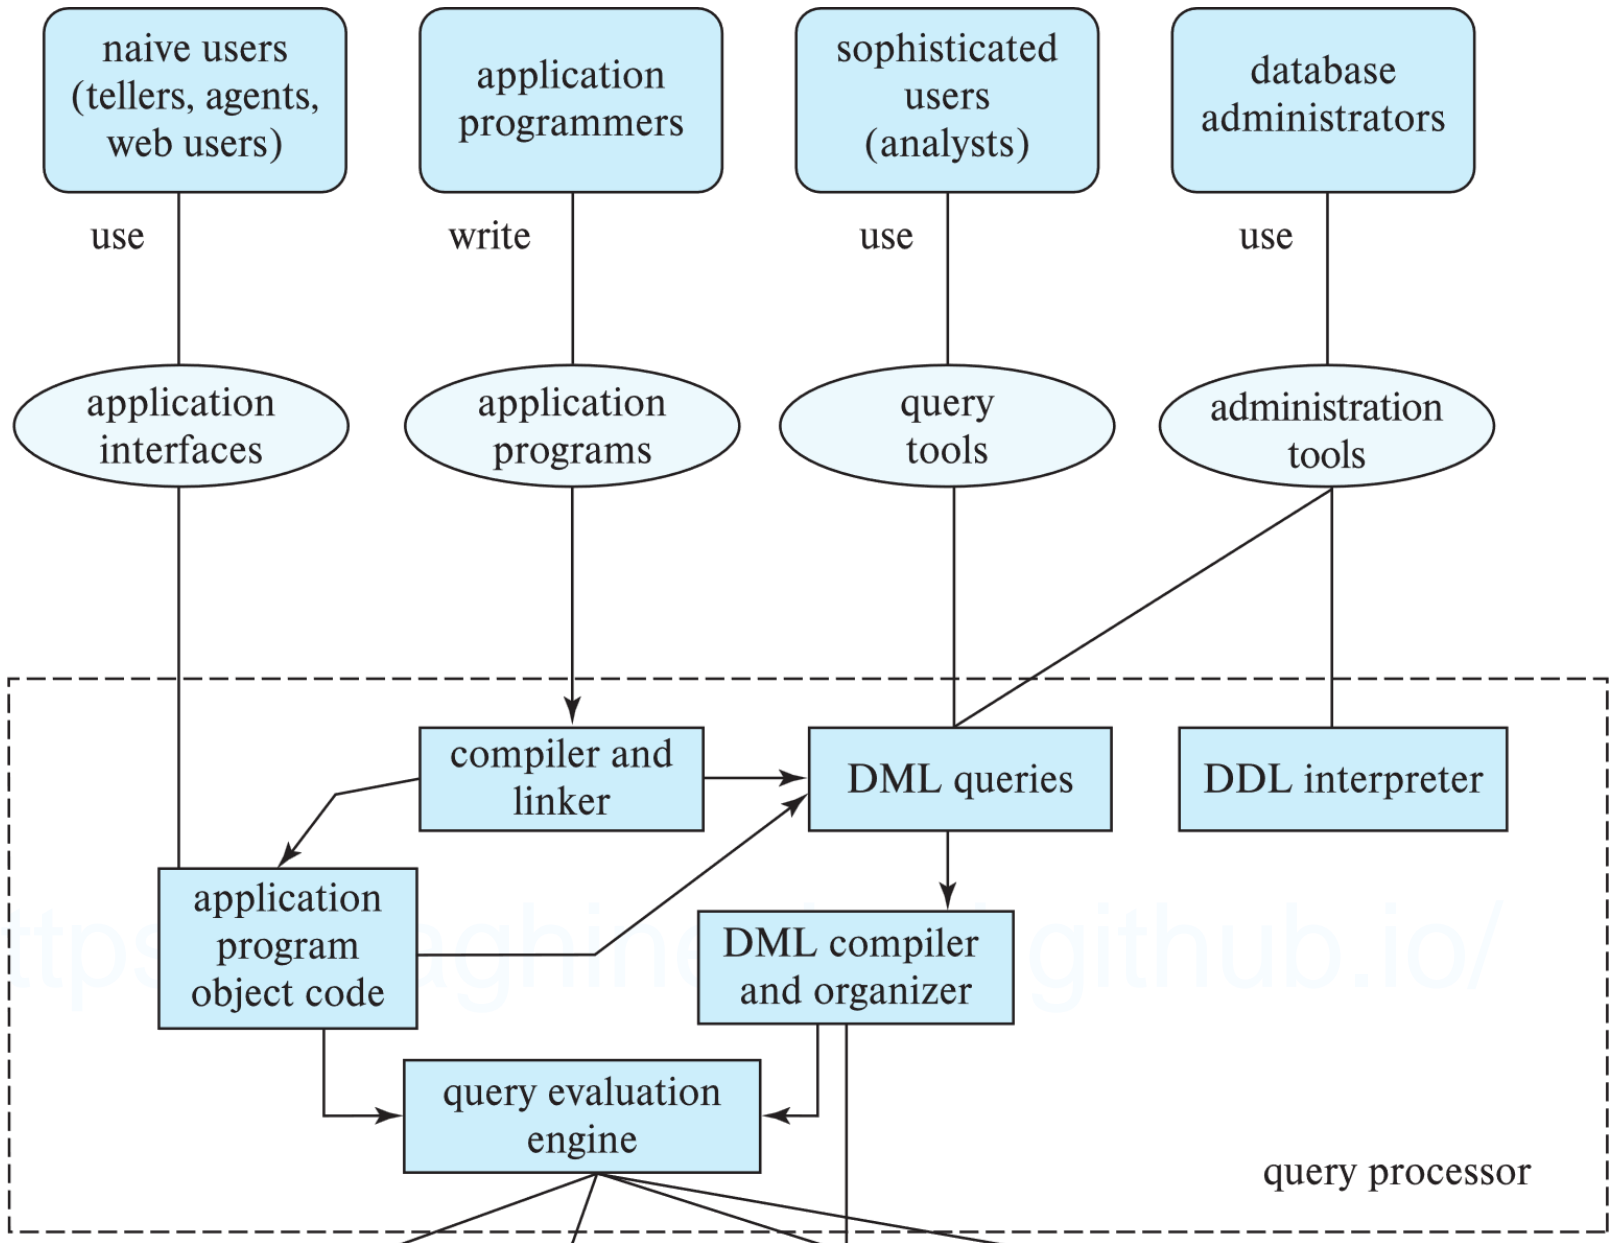 naive users
(tellers, agents,
web users)
application
programmers
sophisticated
users
(analysts)
database
administrators
use
write
use
use
application
interfaces
application
programs
query
tools
administration
tools
compiler and
linker
DML queries
DDL interpreter
application
program
object code
DML compiler
and organizer
github.io/
query evaluation
engine
query processor